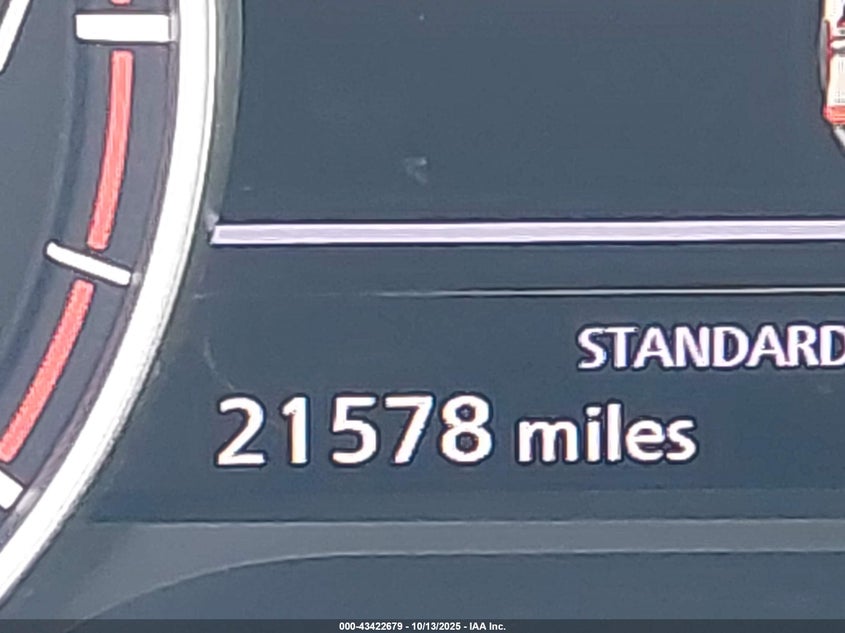 STANDARD
21578 miles
000-43422679 - 10/13/2025 - IAA Inc.